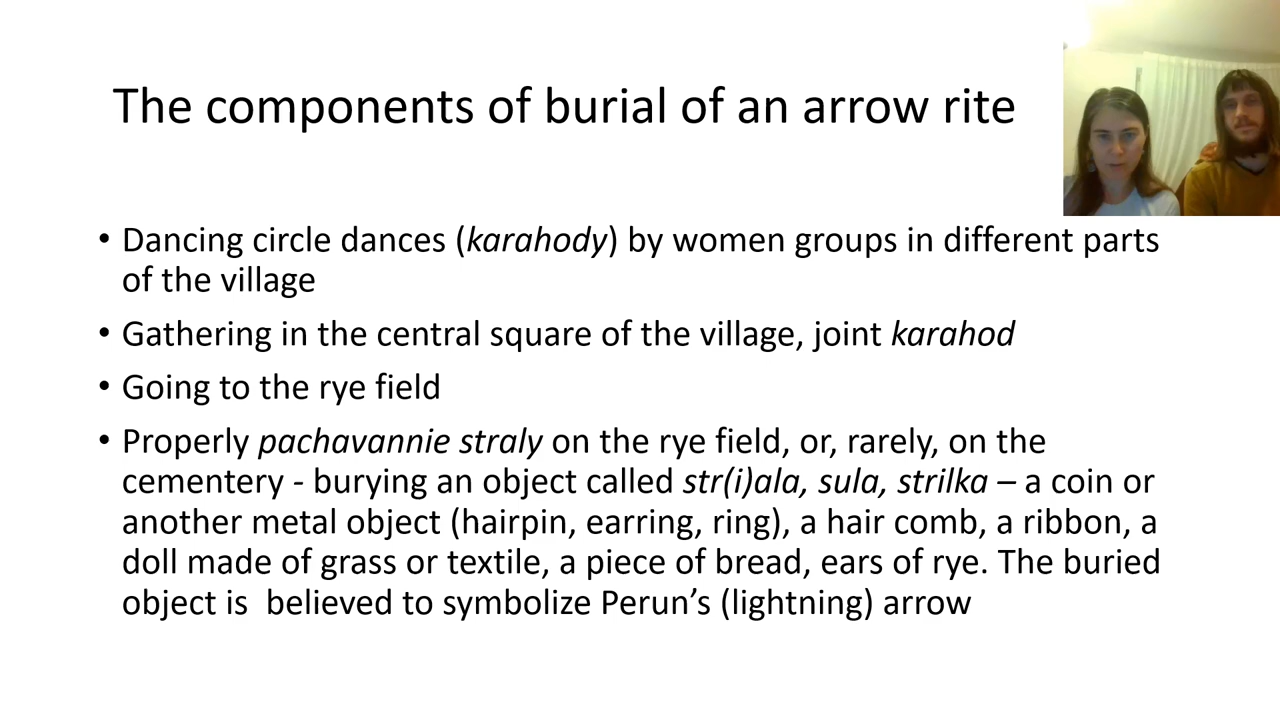 The components of burial of an arrow rite
• Dancing circle dances (karahody) by women groups in different parts
of the village
• Gathering in the central square of the village, joint karahod
• Going to the rye field
• Properly pachavannie straly on the rye field, or, rarely, on the
cementery - burying an object called str(i)ala, sula, strilka – a coin or
another metal object (hairpin, earring, ring), a hair comb, a ribbon, a
doll made of grass or textile, a piece of bread, ears of rye. The buried
object is  believed to symbolize Perun’s (lightning) arrow